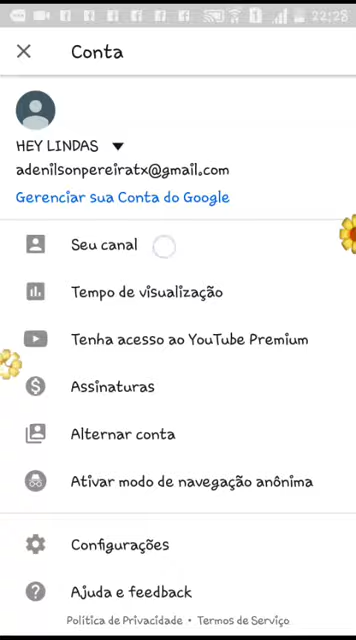 22:28
Conta
HEY LINDAS
adenilsonpereiratx@gmail.com
Gerenciar sua Conta do Google
Seu canal
Tempo de visualização
Tenha acesso ao YouTube Premium
Assinaturas
Alternar conta
Ativar modo de navegação anônima
Configurações
Ajuda e feedback
Política de Privacidade • Termos de Serviço